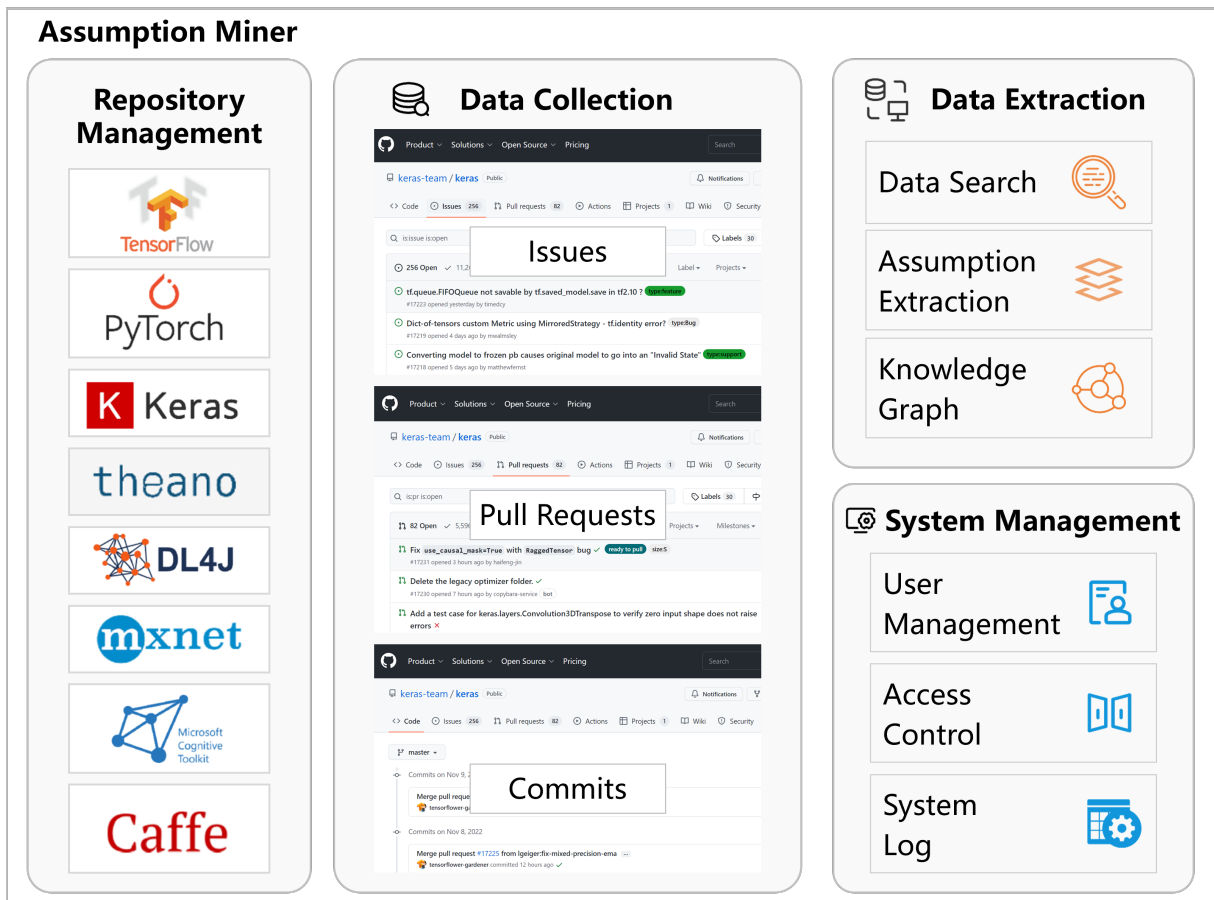 Assumption Miner
Repository
Management
TensorFlow
PyTorch
K Keras
theano
DL4J
mxnet
Microsoft
Cognitive
Toolkit
Caffe
Data Collection
Product Solutions Open Source Pricing Search
keras-team / keras Public Notifications
<> Code Issues 256 Pull requests 82 Actions Projects 1 Wiki Security
is:issue is:open Labels 30
Issues
256 Open 11,2 Label Projects
tf.queue.FIFOQueue not savable by tf.saved_model.save in tf2.10 ? type:feature
#17223 opened yesterday by timedcy
Dict-of-tensors custom Metric using MirroredStrategy - tf.identity error? type:Bug
#17219 opened 4 days ago by mwalmsley
Converting model to frozen pb causes original model to go into an "Invalid State" type:support
#17218 opened 5 days ago by matthewfernst
Product Solutions Open Source Pricing Search
keras-team / keras Public Notifications
<> Code Issues 256 Pull requests 82 Actions Projects 1 Wiki Security
is:pr is:open Labels 30
Pull Requests
82 Open 5,59 Projects Milestones
Fix use_causal_mask=True with RaggedTensor bug ✓ ready to pull size:S
#17231 opened 3 hours ago by haifeng-jin
Delete the legacy optimizer folder. ✓
#17230 opened 7 hours ago by copybara-service bot
Add a test case for keras.layers.Convolution3DTranspose to verify zero input shape does not raise
errors ×
Product Solutions Open Source Pricing Search
keras-team / keras Public Notifications
<> Code Issues 256 Pull requests 82 Actions Projects 1 Wiki Security
master
Commits on Nov 9, 2
Commits
Merge pull reque
tensorflower-ga
Commits on Nov 8, 2022
Merge pull request #17225 from lgeiger:fix-mixed-precision-ema ...
tensorflower-gardener committed 12 hours ago ✓
Data Extraction
Data Search
Assumption
Extraction
Knowledge
Graph
System Management
User
Management
Access
Control
System
Log